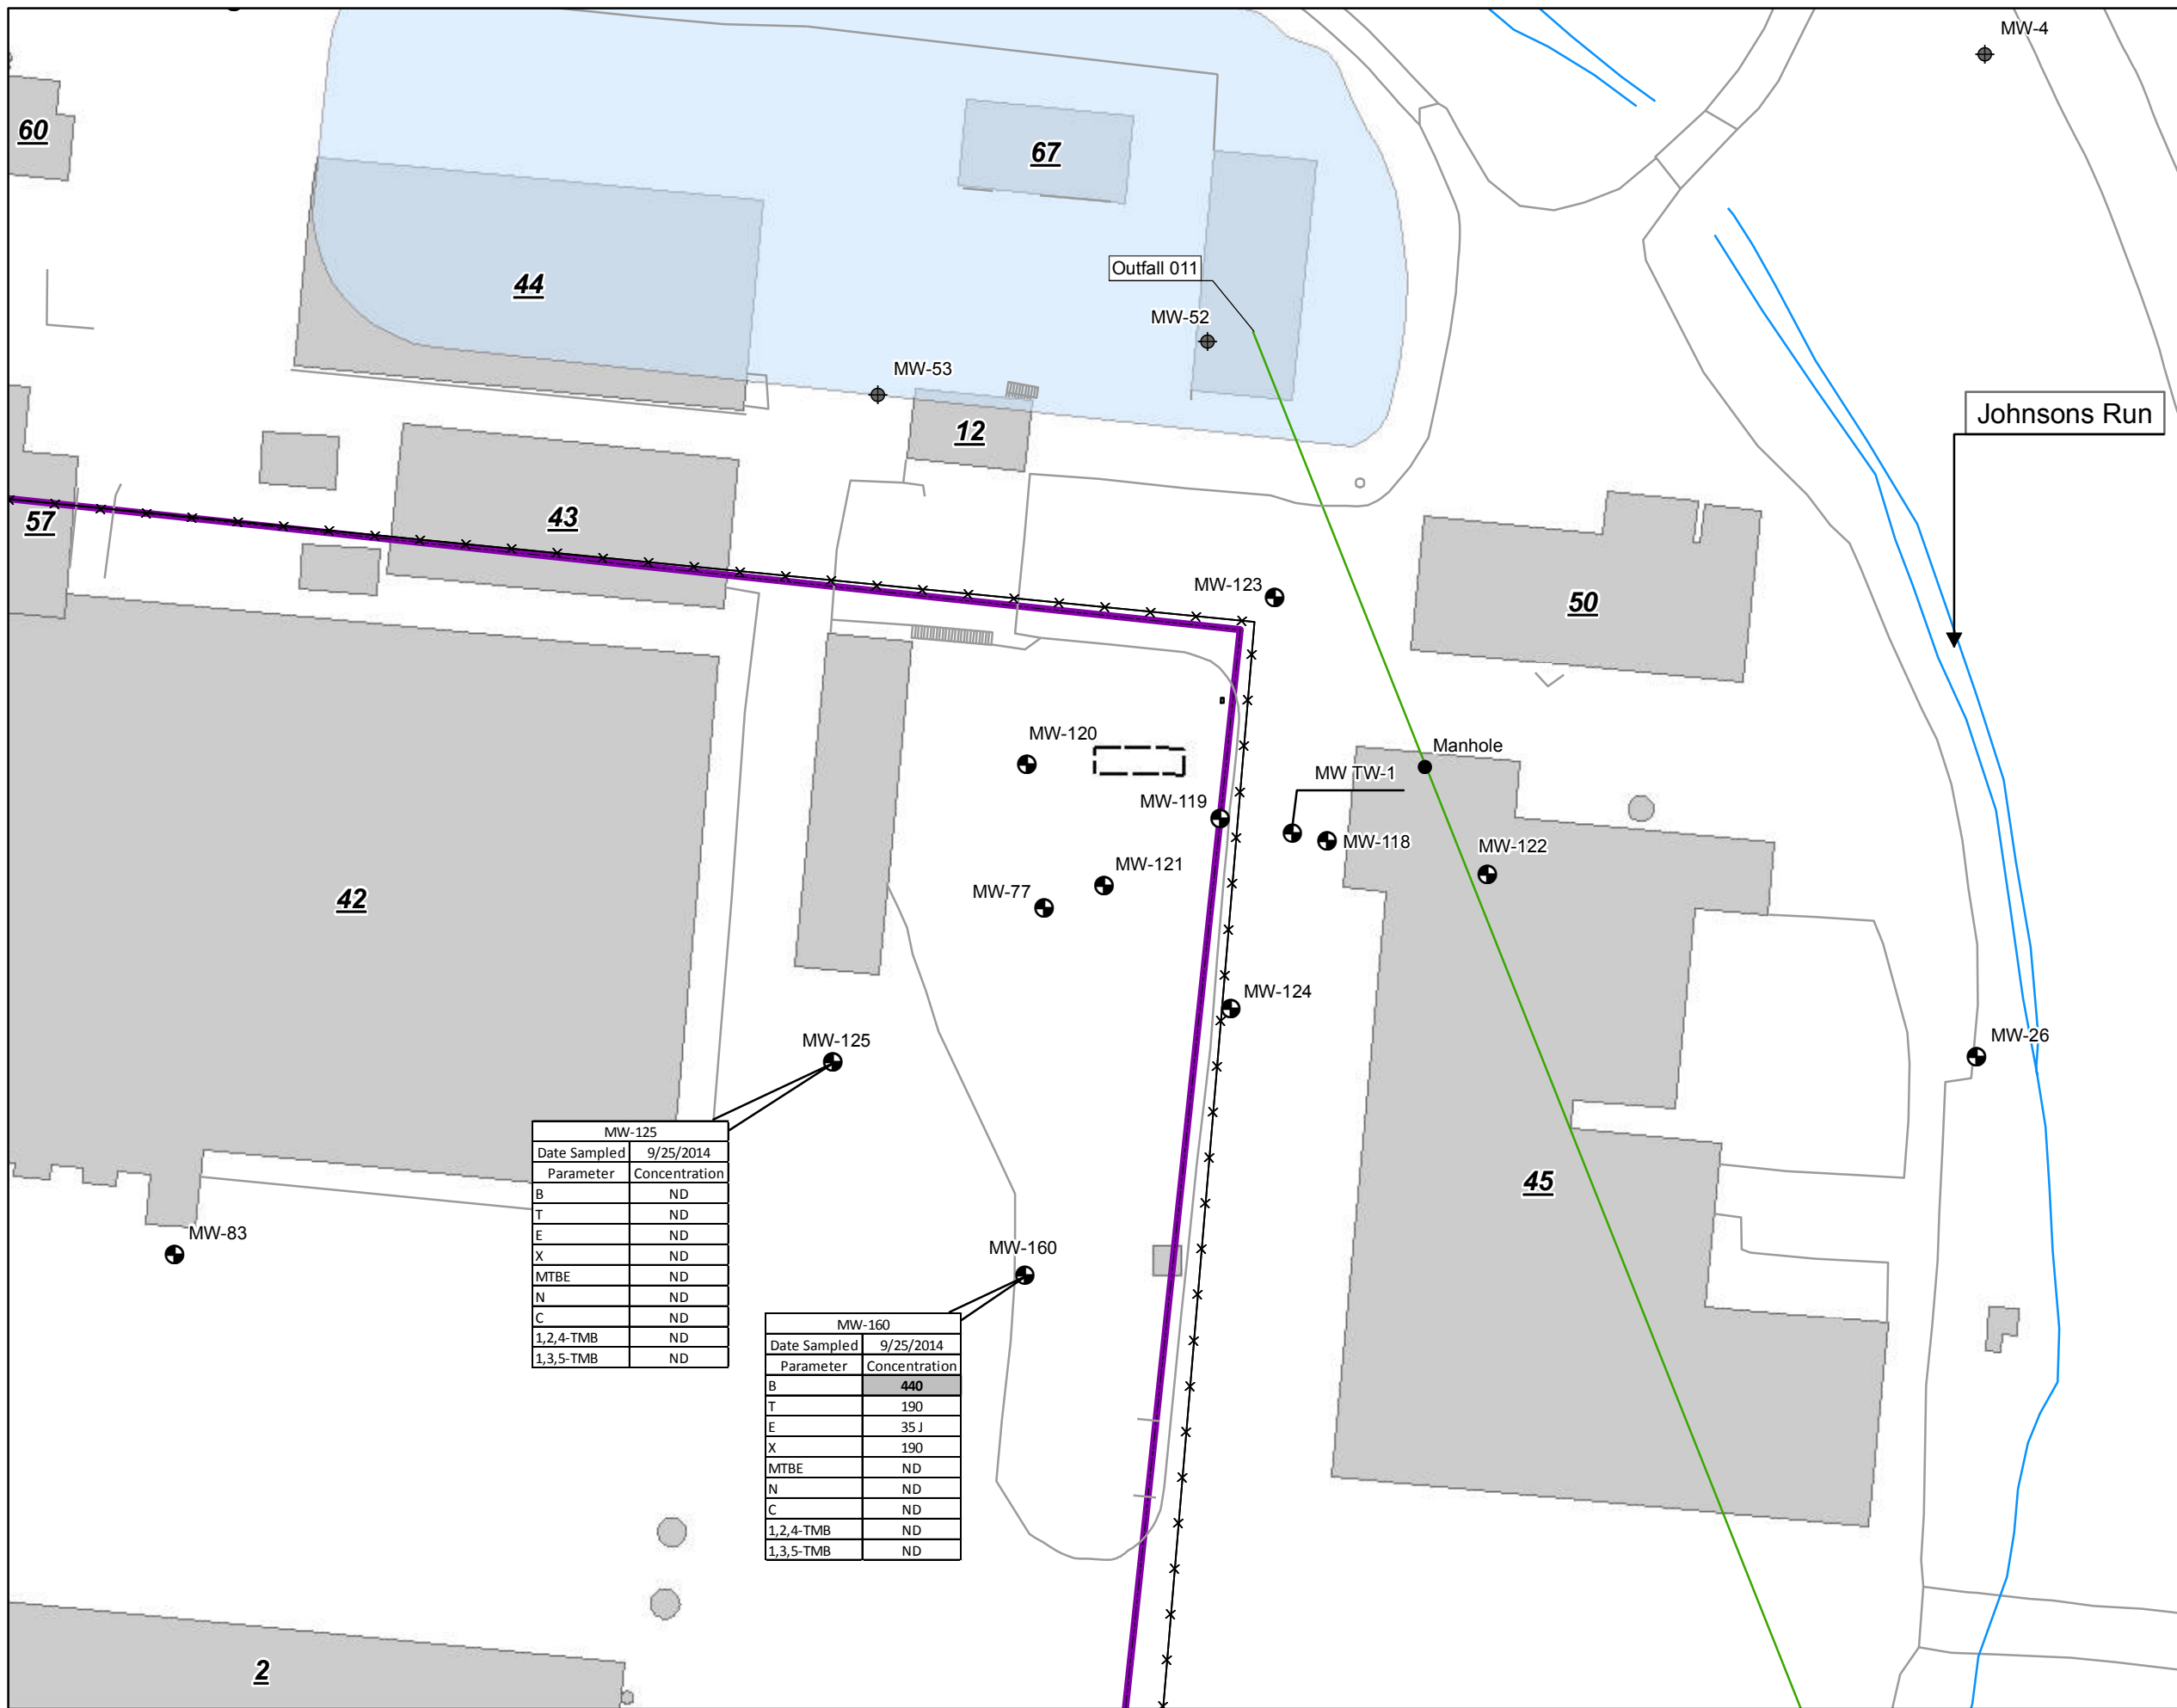 MW-4
60
67
Outfall 011
44
MW-52
MW-53
Johnsons Run
12
57
43
MW-123
50
MW-120
Manhole
MW TW-1
MW-119
MW-118
MW-122
MW-121
MW-77
42
MW-124
MW-125
MW-26
MW-125
Date Sampled 9/25/2014
Parameter Concentration
B ND
T ND
E ND
X ND
MTBE ND
N ND
C ND
1,2,4-TMB ND
1,3,5-TMB ND
45
MW-83
MW-160
MW-160
Date Sampled 9/25/2014
Parameter Concentration
B 440
T 190
E 35 J
X 190
MTBE ND
N ND
C ND
1,2,4-TMB ND
1,3,5-TMB ND
2